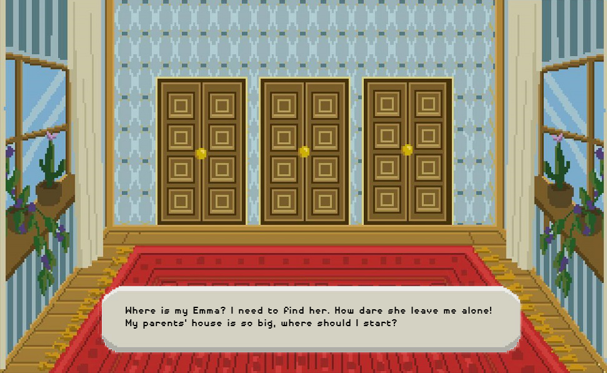 Where is my Emma? I need to find her. How dare she leave me alone!
My parents' house is so big, where should I start?